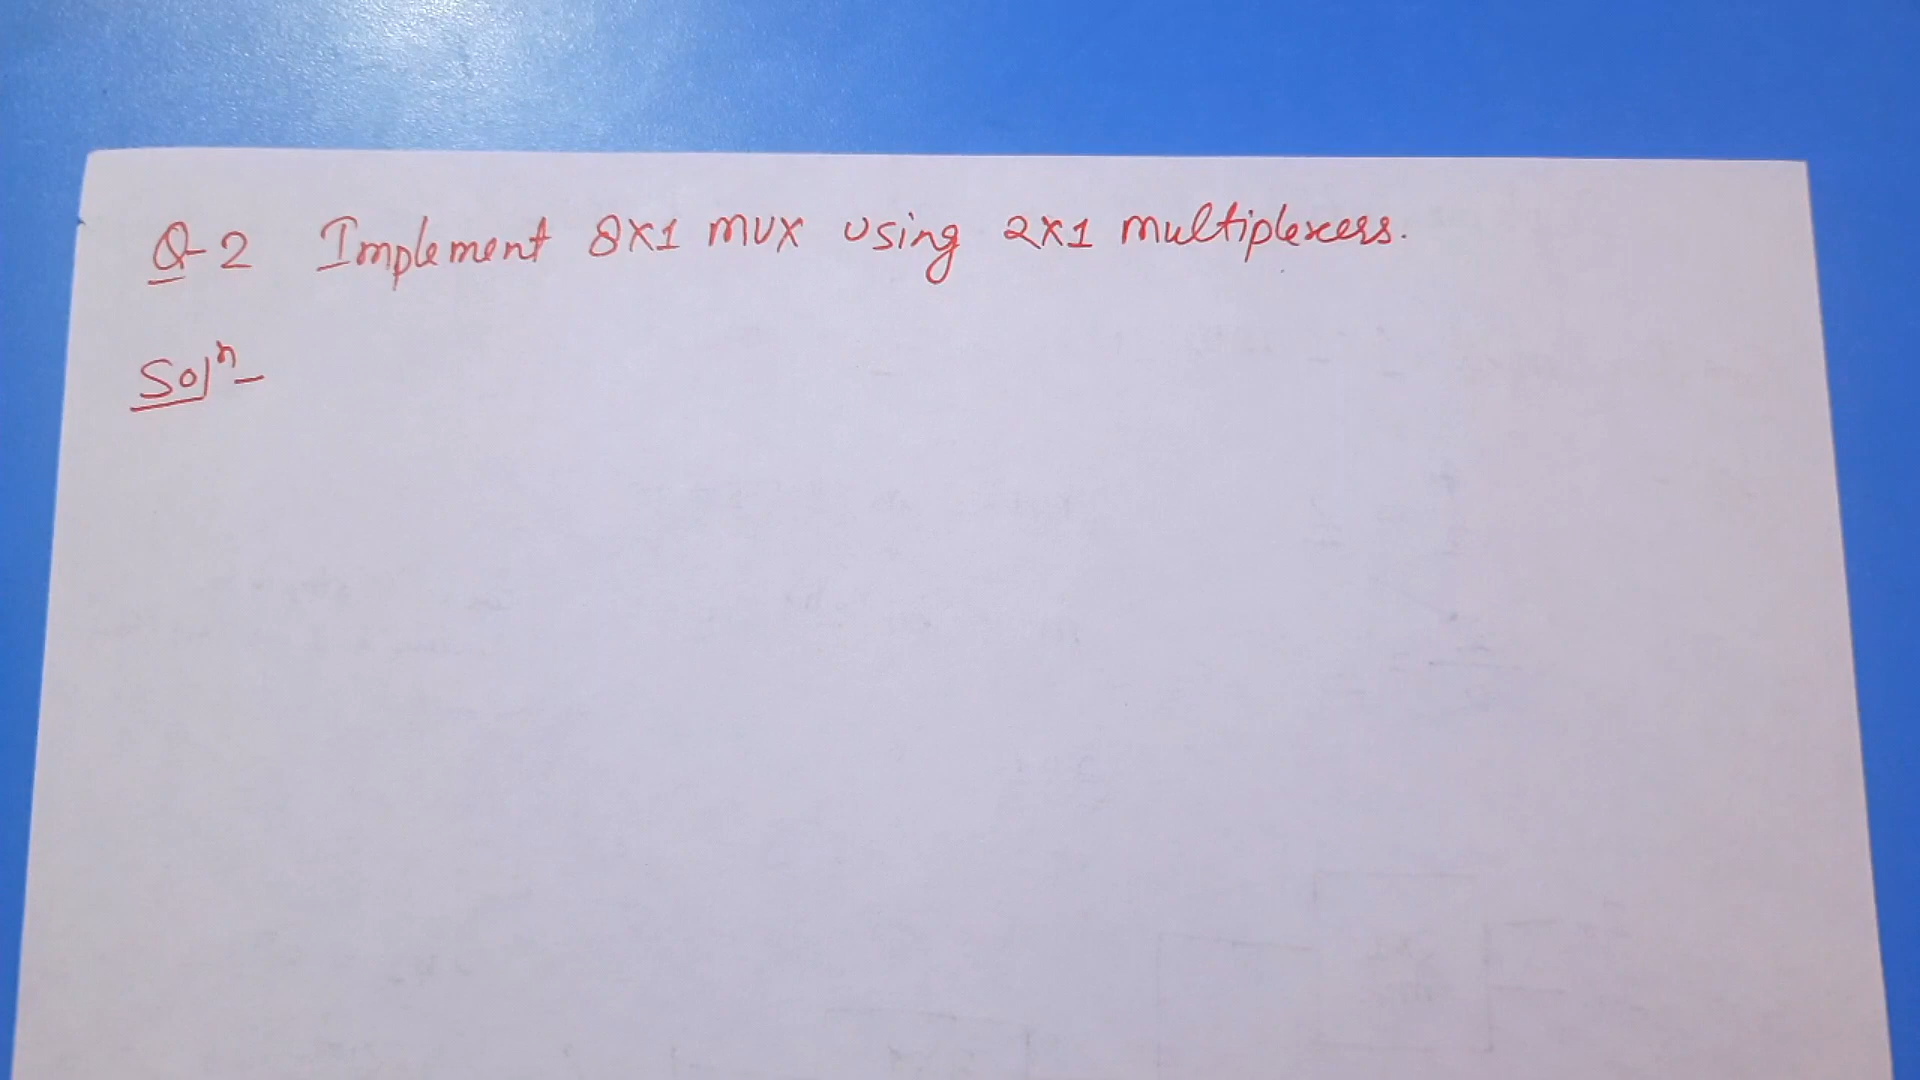 Q-2 Implement 8x1 MUX using 2x1 multiplexers.
Solⁿ-